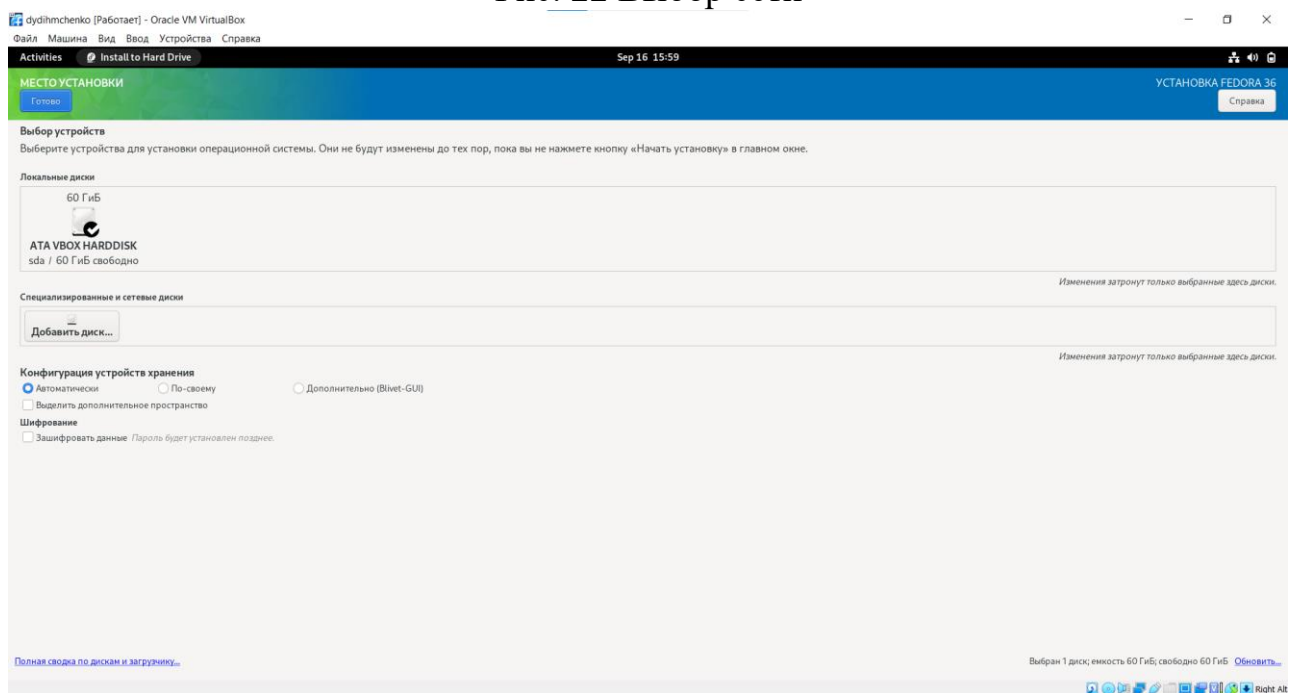 dydihmchenko [Работает] - Oracle VM VirtualBox
Файл Машина Вид Ввод Устройства Справка
Activities Install to Hard Drive Sep 16 15:59
МЕСТО УСТАНОВКИ УСТАНОВКА FEDORA 36
Готово Справка
Выбор устройств
Выберите устройства для установки операционной системы. Они не будут изменены до тех пор, пока вы не нажмете кнопку «Начать установку» в главном окне.
Локальные диски
60 ГиБ
ATA VBOX HARDDISK
sda / 60 ГиБ свободно
Изменения затронут только выбранные здесь диски.
Специализированные и сетевые диски
Добавить диск...
Изменения затронут только выбранные здесь диски.
Конфигурация устройств хранения
Автоматически По-своему Дополнительно (Blivet-GUI)
Выделить дополнительное пространство
Шифрование
Зашифровать данные Пароль будет установлен позднее.
Полная сводка по дискам и загрузчику... Выбран 1 диск; емкость 60 ГиБ; свободно 60 ГиБ Обновить...
Right Alt